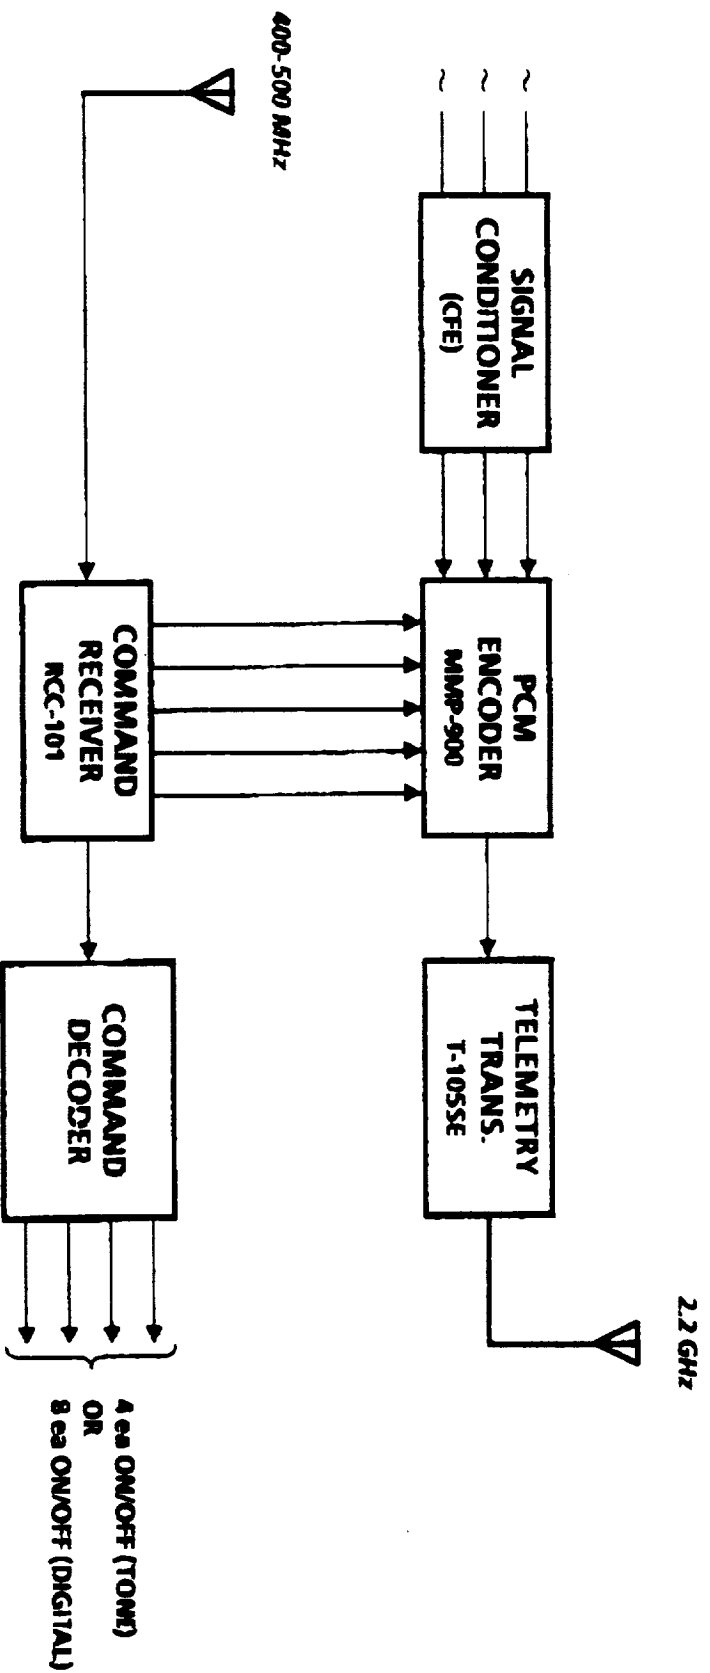 2.2 GHz
SIGNAL
CONDITIONER
(CFE)
PCM
ENCODER
MMP-900
TELEMETRY
TRANS.
T-105SE
400-500 MHz
COMMAND
RECEIVER
RCC-101
COMMAND
DECODER
4 ea ON/OFF (TONE)
OR
8 ea ON/OFF (DIGITAL)